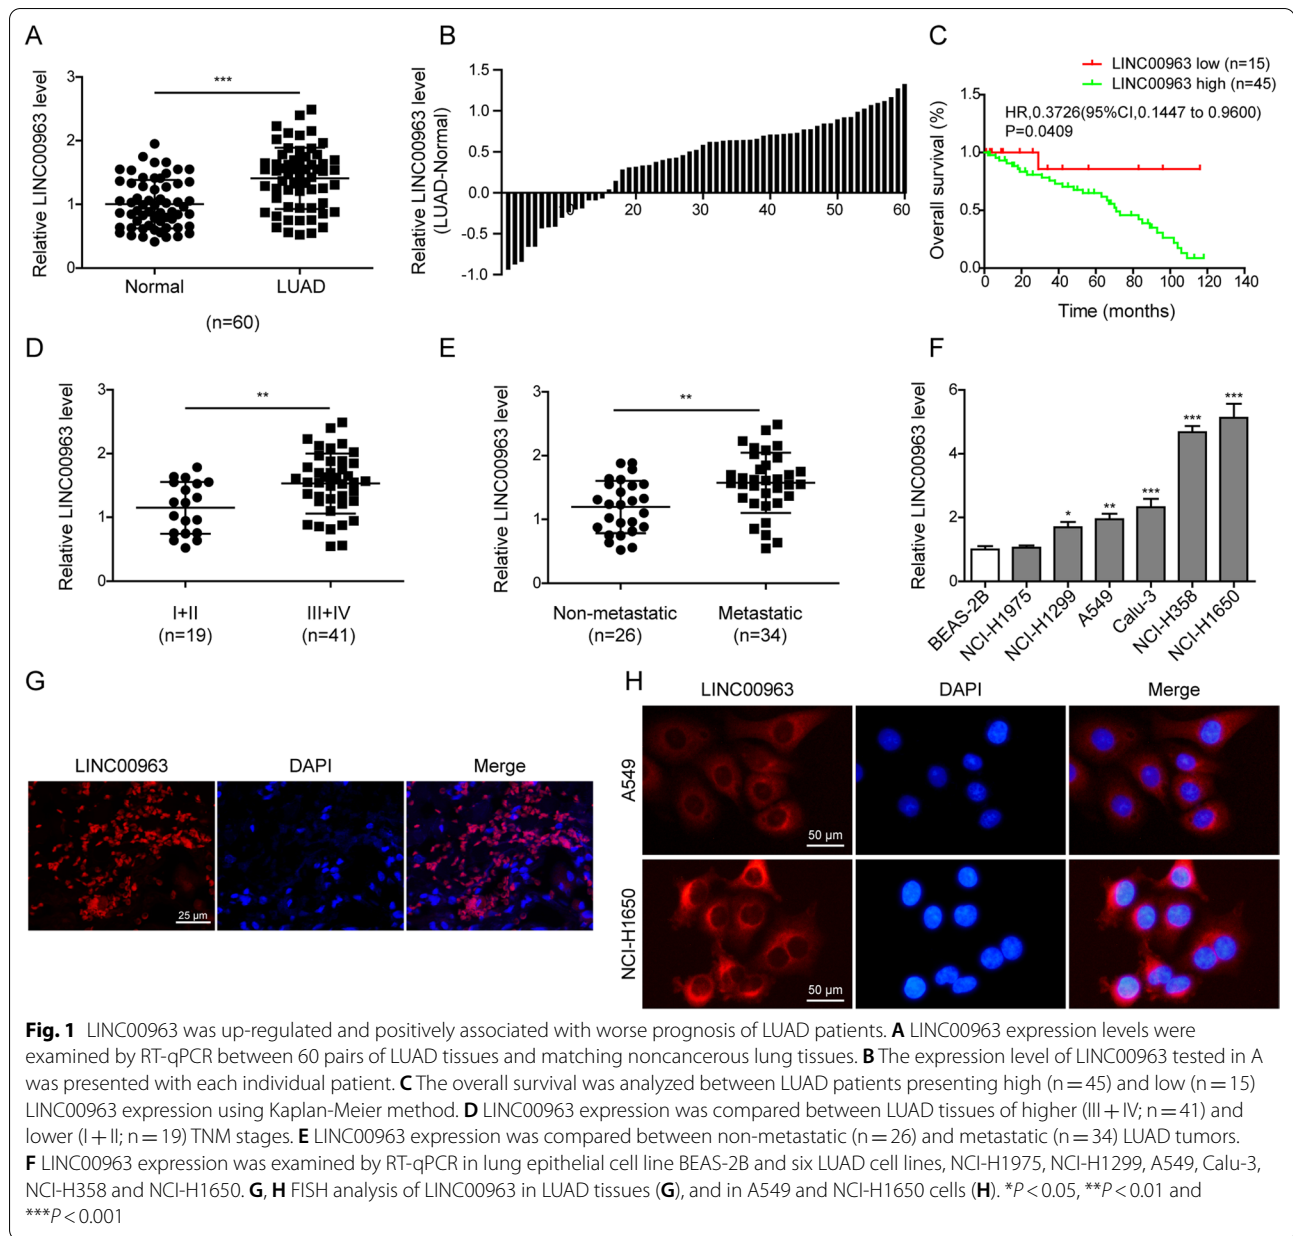 A
Relative LINC00963 level
3
2
1
0
***
Normal
LUAD
(n=60)
B
Relative LINC00963 level
(LUAD-Normal)
1.5
1.0
0.5
0.0
-0.5
-1.0
0
20
30
40
50
60
C
LINC00963 low (n=15)
LINC00963 high (n=45)
HR,0.3726(95%CI,0.1447 to 0.9600)
P=0.0409
Overall survival (%)
1.5
1.0
0.5
0.0
0 20 40 60 80 100 120 140
Time (months)
D
Relative LINC00963 level
3
2
1
0
**
I+II
(n=19)
III+IV
(n=41)
E
Relative LINC00963 level
3
2
1
0
**
Non-metastatic
(n=26)
Metastatic
(n=34)
F
Relative LINC00963 level
6
4
2
0
*
**
***
***
***
BEAS-2B
NCI-H1975
NCI-H1299
A549
Calu-3
NCI-H358
NCI-H1650
G
LINC00963
DAPI
Merge
25 µm
H
LINC00963
DAPI
Merge
A549
50 µm
NCI-H1650
50 µm
Fig. 1 LINC00963 was up-regulated and positively associated with worse prognosis of LUAD patients. A LINC00963 expression levels were
examined by RT-qPCR between 60 pairs of LUAD tissues and matching noncancerous lung tissues. B The expression level of LINC00963 tested in A
was presented with each individual patient. C The overall survival was analyzed between LUAD patients presenting high (n = 45) and low (n = 15)
LINC00963 expression using Kaplan-Meier method. D LINC00963 expression was compared between LUAD tissues of higher (III + IV; n = 41) and
lower (I + II; n = 19) TNM stages. E LINC00963 expression was compared between non-metastatic (n = 26) and metastatic (n = 34) LUAD tumors.
F LINC00963 expression was examined by RT-qPCR in lung epithelial cell line BEAS-2B and six LUAD cell lines, NCI-H1975, NCI-H1299, A549, Calu-3,
NCI-H358 and NCI-H1650. G, H FISH analysis of LINC00963 in LUAD tissues (G), and in A549 and NCI-H1650 cells (H). *P < 0.05, **P < 0.01 and
***P < 0.001